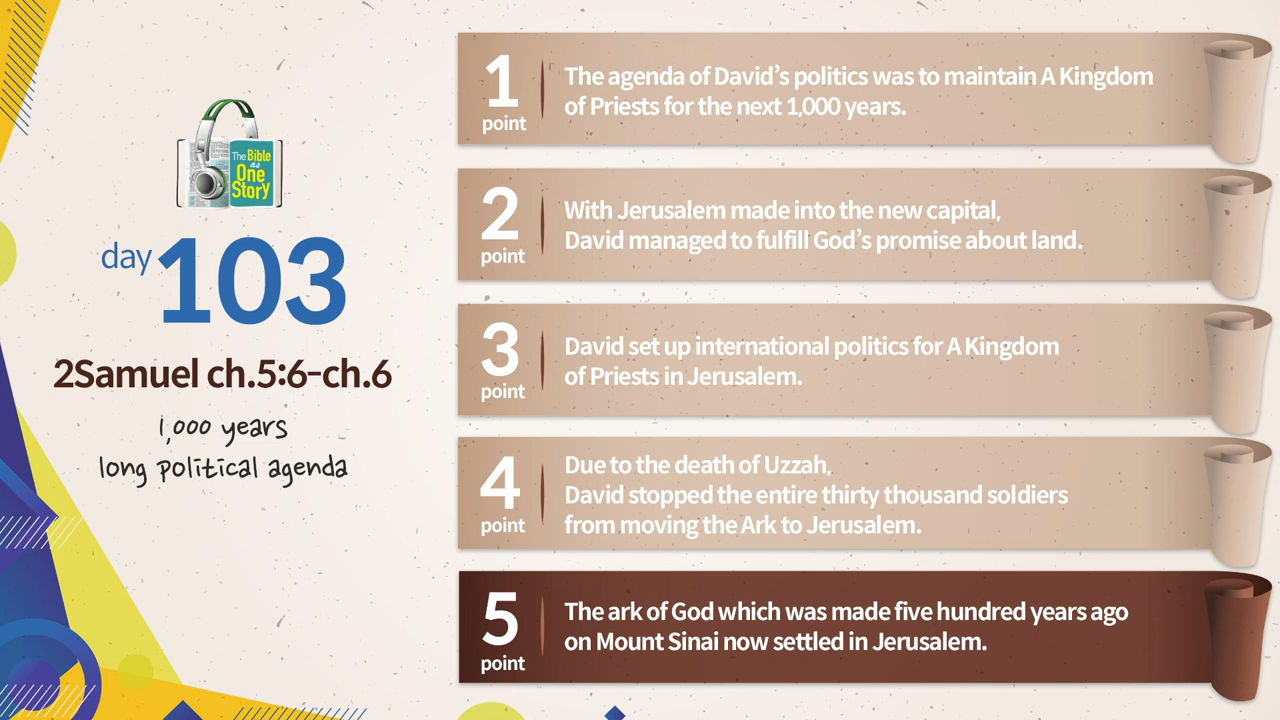 The Bible
as
One
Story
day 103
2Samuel ch.5:6-ch.6
1,000 years
long political agenda
1
point
The agenda of David's politics was to maintain A Kingdom
of Priests for the next 1,000 years.
2
point
With Jerusalem made into the new capital,
David managed to fulfill God's promise about land.
3
point
David set up international politics for A Kingdom
of Priests in Jerusalem.
4
point
Due to the death of Uzzah,
David stopped the entire thirty thousand soldiers
from moving the Ark to Jerusalem.
5
point
The ark of God which was made five hundred years ago
on Mount Sinai now settled in Jerusalem.